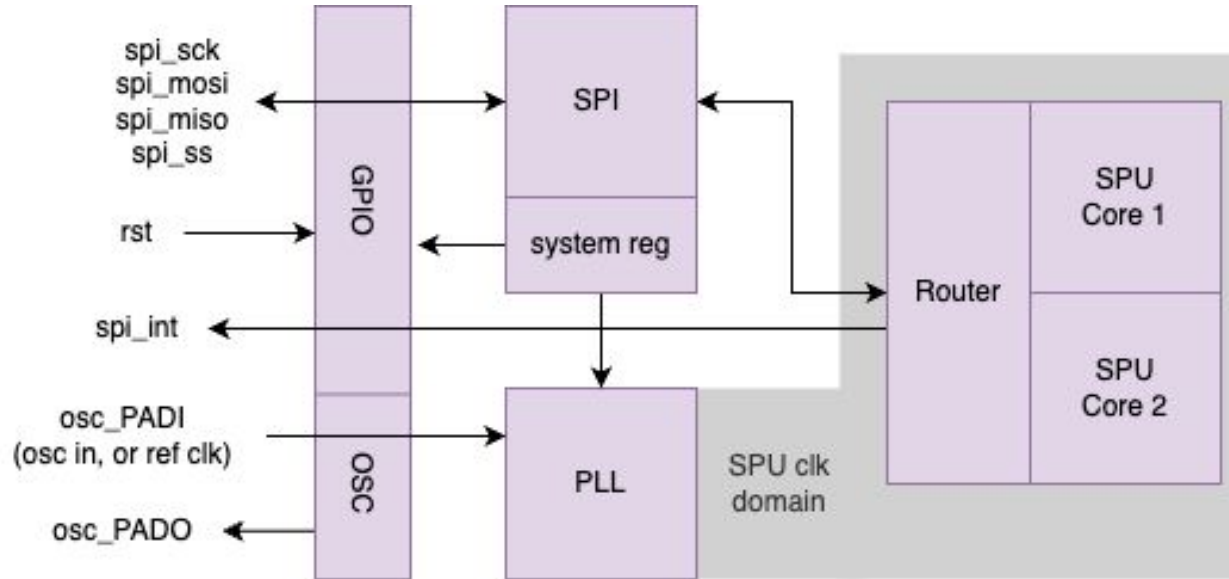 spi_sck
spi_mosi
spi_miso
spi_ss
rst
spi_int
osc_PADI
(osc in, or ref clk)
osc_PADO
GPIO
OSC
SPI
system reg
PLL
SPU clk
domain
Router
SPU
Core 1
SPU
Core 2